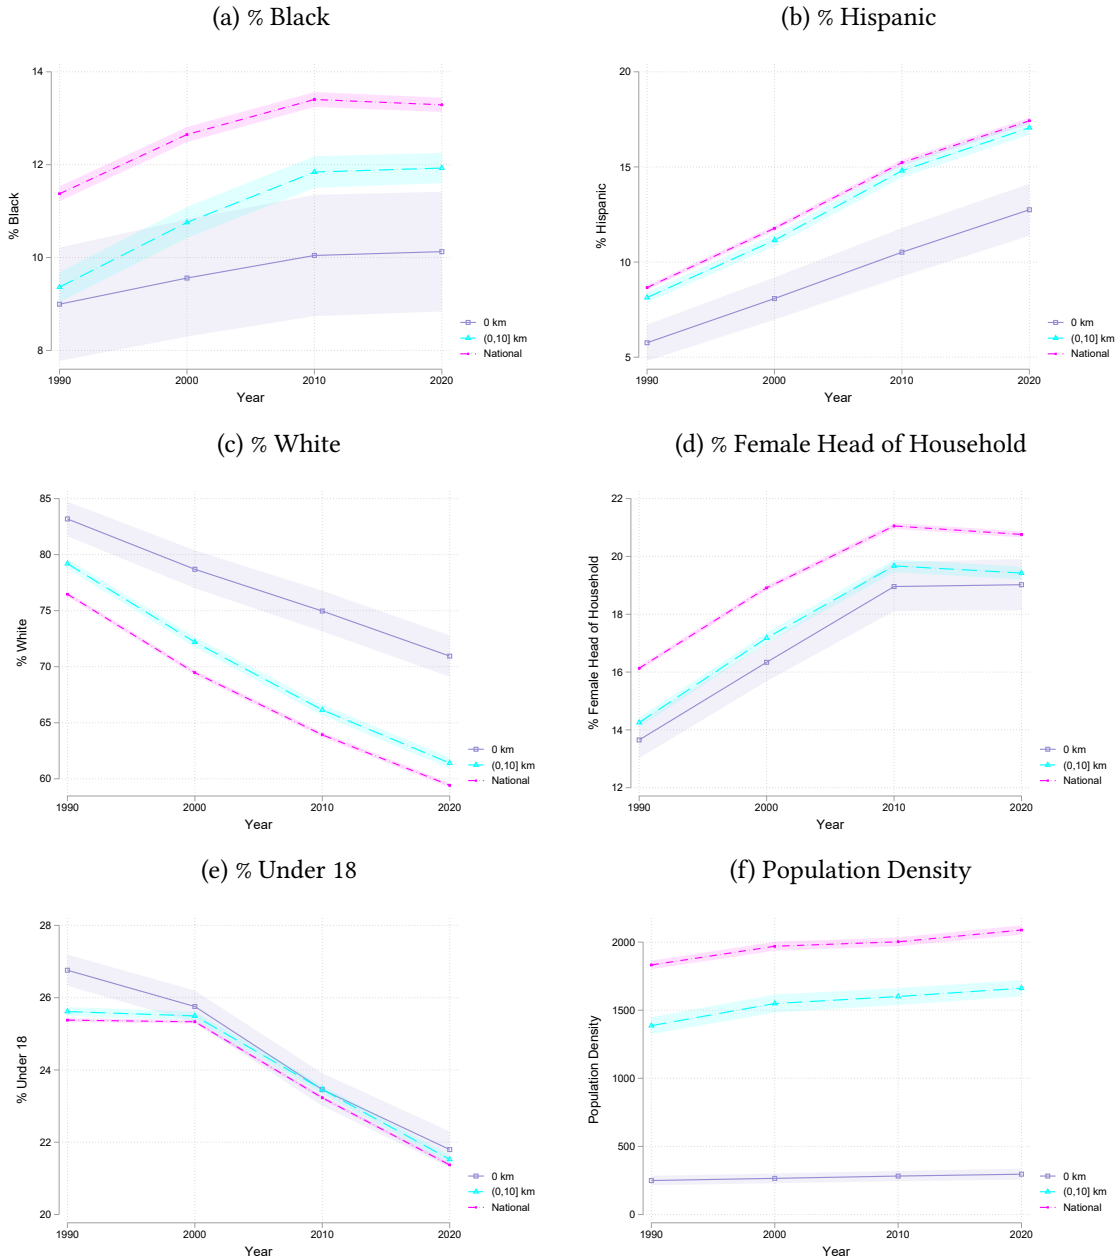 (a) % Black
14
12
10
8
% Black
1990
2000
2010
2020
Year
0 km
(0,10] km
National
(b) % Hispanic
20
15
10
5
% Hispanic
1990
2000
2010
2020
Year
0 km
(0,10] km
National
(c) % White
85
80
75
70
65
60
% White
1990
2000
2010
2020
Year
0 km
(0,10] km
National
(d) % Female Head of Household
22
20
18
16
14
12
% Female Head of Household
1990
2000
2010
2020
Year
0 km
(0,10] km
National
(e) % Under 18
28
26
24
22
20
% Under 18
1990
2000
2010
2020
Year
0 km
(0,10] km
National
(f) Population Density
2000
1500
1000
500
0
Population Density
1990
2000
2010
2020
Year
0 km
(0,10] km
National